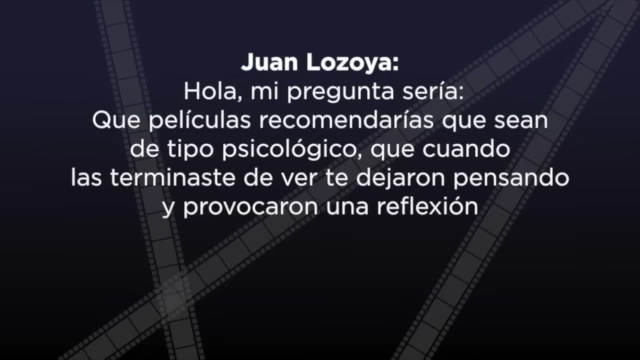 Juan Lozoya:
Hola, mi pregunta sería:
Que películas recomendarías que sean
de tipo psicológico, que cuando
las terminaste de ver te dejaron pensando
y provocaron una reflexión